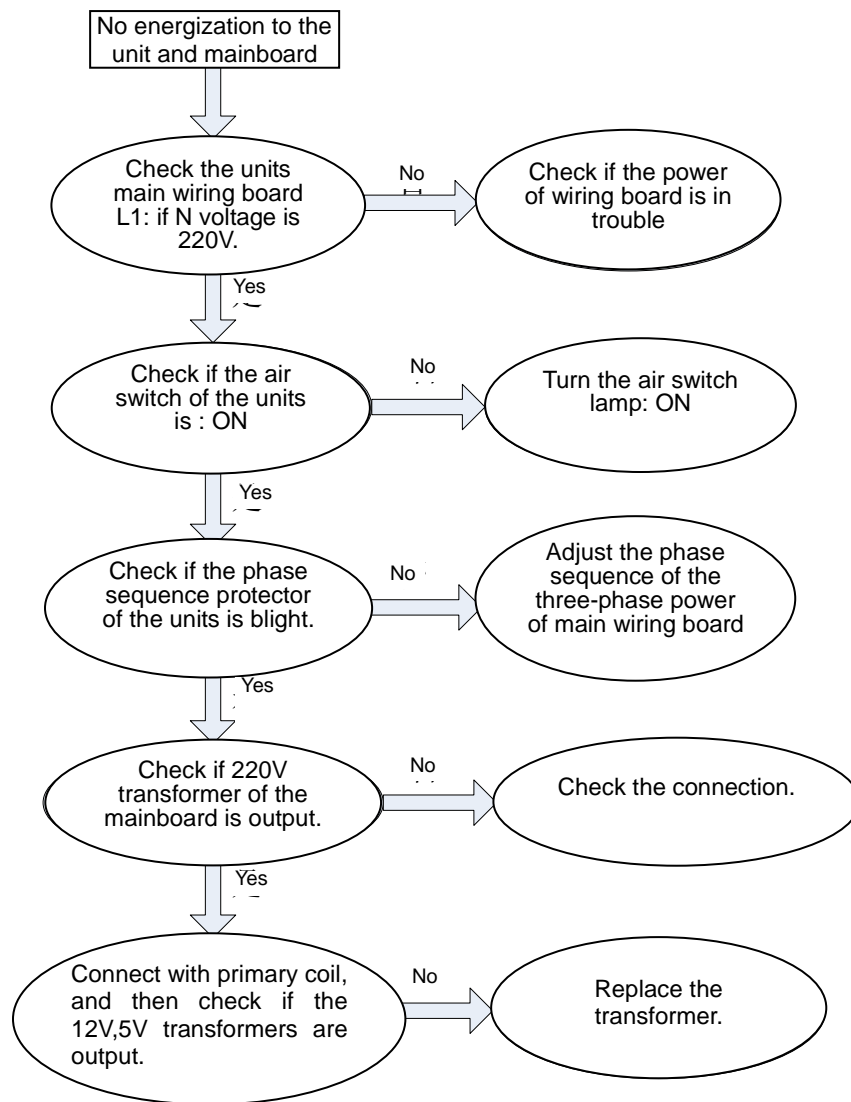 No energization to the
unit and mainboard
Check the units
main wiring board
L1: if N voltage is
220V.
No
Check if the power
of wiring board is in
trouble
Yes
Check if the air
switch of the units
is : ON
No
Turn the air switch
lamp: ON
Yes
Check if the phase
sequence protector
of the units is blight.
No
Adjust the phase
sequence of the
three-phase power
of main wiring board
Yes
Check if 220V
transformer of the
mainboard is output.
No
Check the connection.
Yes
Connect with primary coil,
and then check if the
12V,5V transformers are
output.
No
Replace the
transformer.